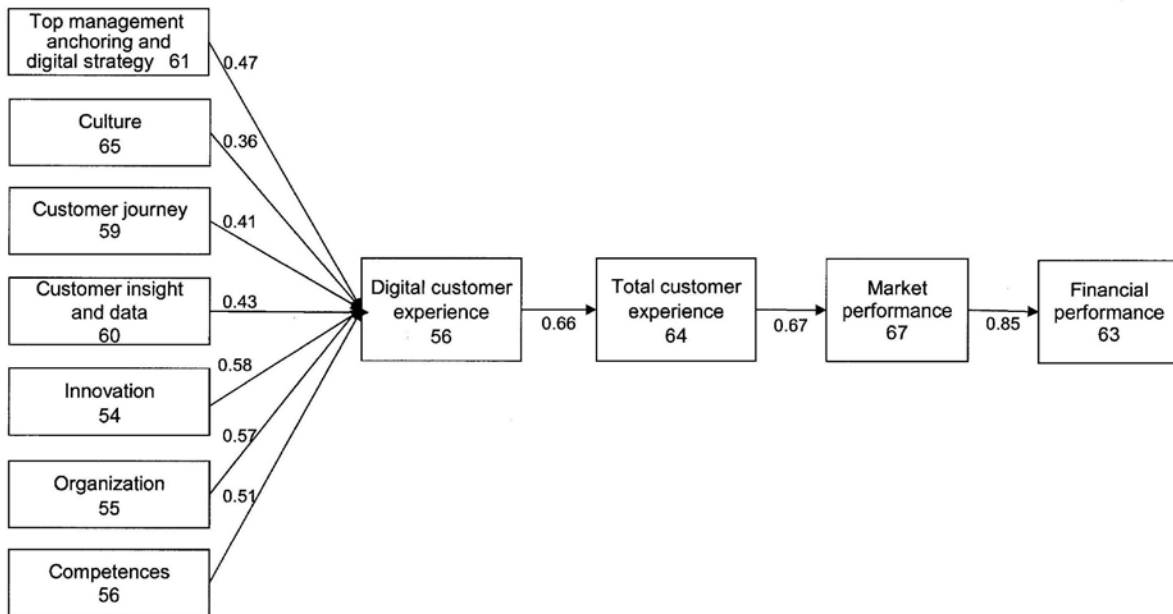 Top management
anchoring and
digital strategy 61
0.47
Culture
65
0.36
Customer journey
59
0.41
Customer insight
and data
60
0.43
Innovation
54
0.58
Organization
55
0.57
Competences
56
0.51
Digital customer
experience
56
0.66
Total customer
experience
64
0.67
Market
performance
67
0.85
Financial
performance
63